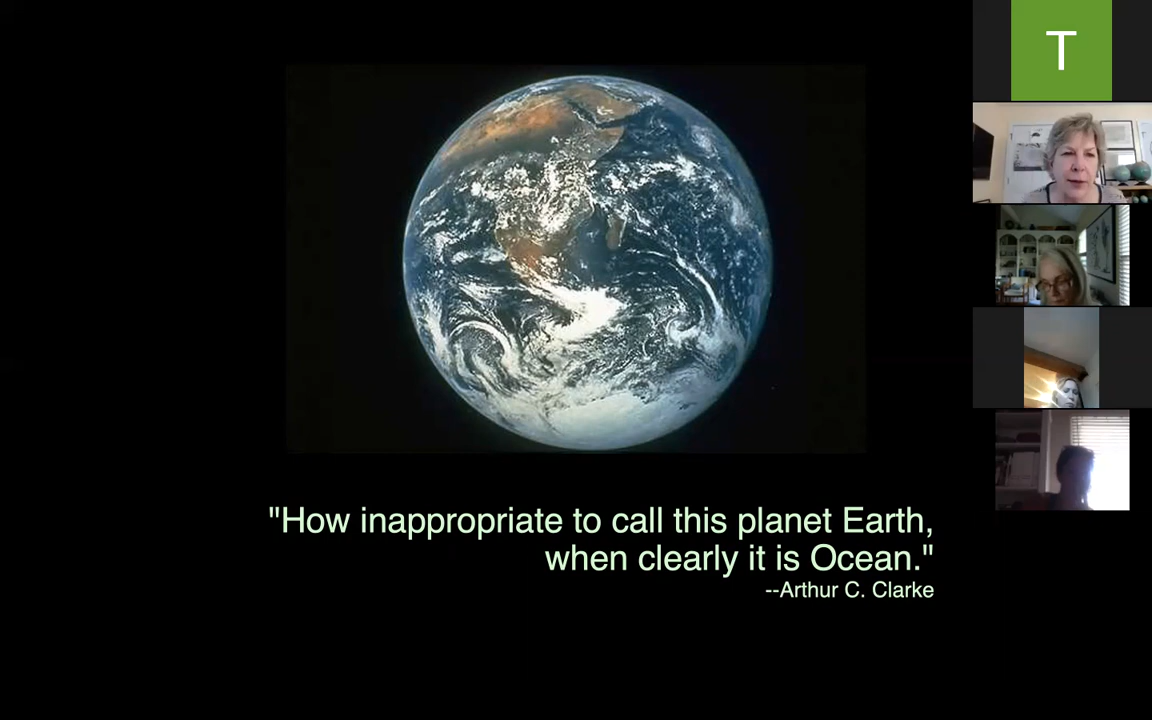 T
"How inappropriate to call this planet Earth,
when clearly it is Ocean."
--Arthur C. Clarke